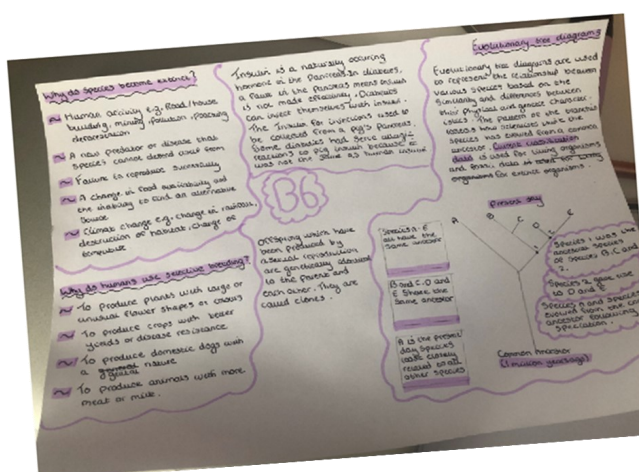 Why do species become extinct?
~ Human activity e.g. Road/house
building, mining, pollution, poaching
deforestation
~ A new predator or disease that
species cannot defend itself from
~ Failure to reproduce successfully
~ A change in food availability and
the inability to find an alternative
source
~ Climate change e.g. change in
destruction of habitat, change of
Why do humans use selective breeding?
~ To produce plants with large or
unusual flower shapes or colours
~ To produce crops with better
yields or disease resistance
~ To produce domestic dogs with
a nature
~ To produce animals with more
meat or milk.
Insulin is a naturally occuring
hormone in the Pancreas. In diabetes,
a fault in the pancreas means insulin
is not made effectively. Diabetics
can inject themselves with insulin.
The Insulin for injections used to
be collected from a pig's pancreas.
Some diabetics had allergic
reactions to pig insulin because it
was not the same as human insulin
B6
Offspring which have
been produced by
asexual reproduction
are genetically identical
to the parent and
each other. They are
called clones.
Evolutionary tree diagrams
Evolutionary tree diagrams are used
to represent the relationship between
various species based on the
similarity and differences between
their physical and genetic character
istics. The pattern of the branches
shows how scientists think the
species has evolved from a common
ancestor. Current classification
data is used for living organisms
and fossil data is used for
organisms for extinct organisms.
Present day
Species A-E
all have the
same ancestor
B and C, D and
E share the
same ancestor
A is the present
day species
closely
related to all
other species
A
B
C
D
E
Species 1 was the
ancestral species
of species B, C and
2.
Species 2 gave rise
to D and
Species A and species
evolved from the
ancestor following
speciation.
Common Ancestor
(1 million years ago)